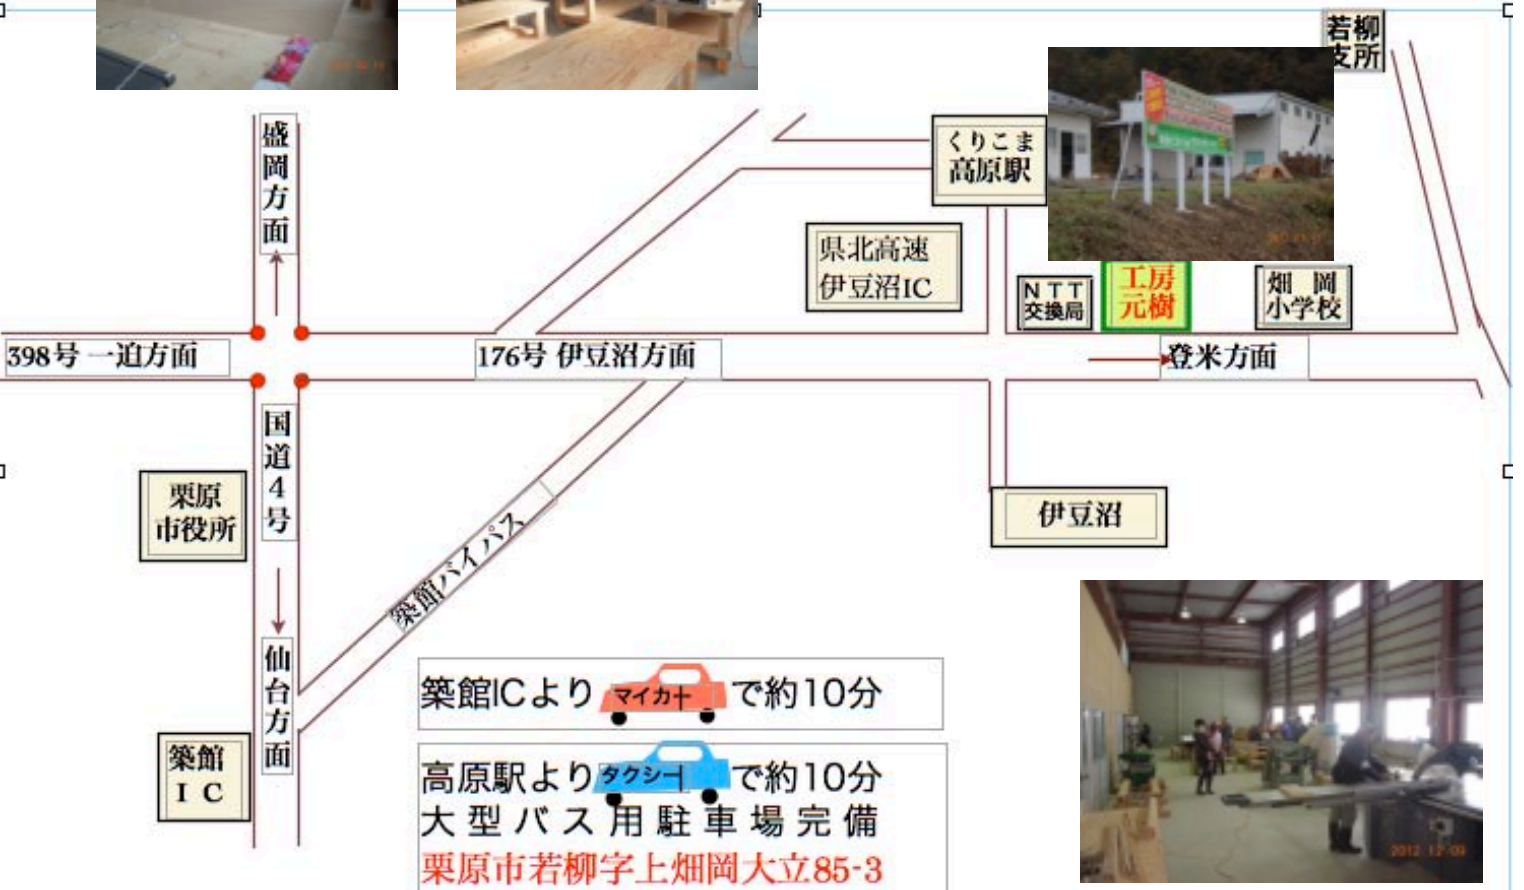 若柳
支所
盛岡方面
くりこま
高原駅
県北高速
伊豆沼IC
NTT
交換局
工房
元樹
畑岡
小学校
398号 一迫方面
176号 伊豆沼方面
登米方面
国道4号
栗原
市役所
伊豆沼
築館バイパス
仙台方面
築館
IC
築館ICより マイカー で約10分
高原駅より タクシー で約10分
大型バス用駐車場完備
栗原市若柳字上畑岡大立85-3
2012 12 09